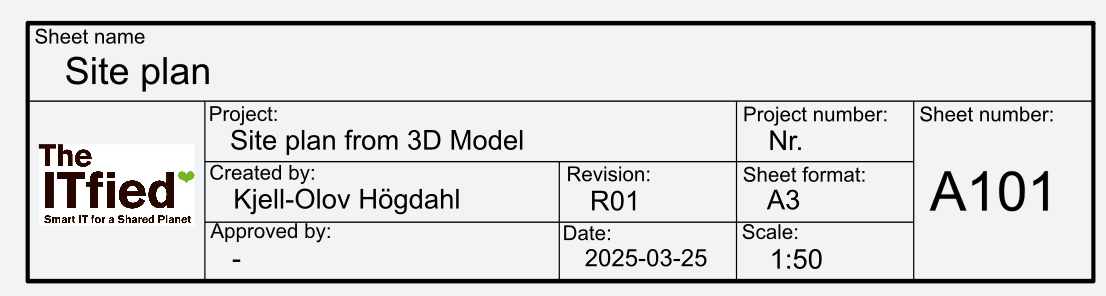 Sheet name
Site plan
Project:
Site plan from 3D Model
Project number:
Nr.
Sheet number:
A101
The
ITfied
Smart IT for a Shared Planet
Created by:
Kjell-Olov Högdahl
Revision:
R01
Sheet format:
A3
Approved by:
-
Date:
2025-03-25
Scale:
1:50